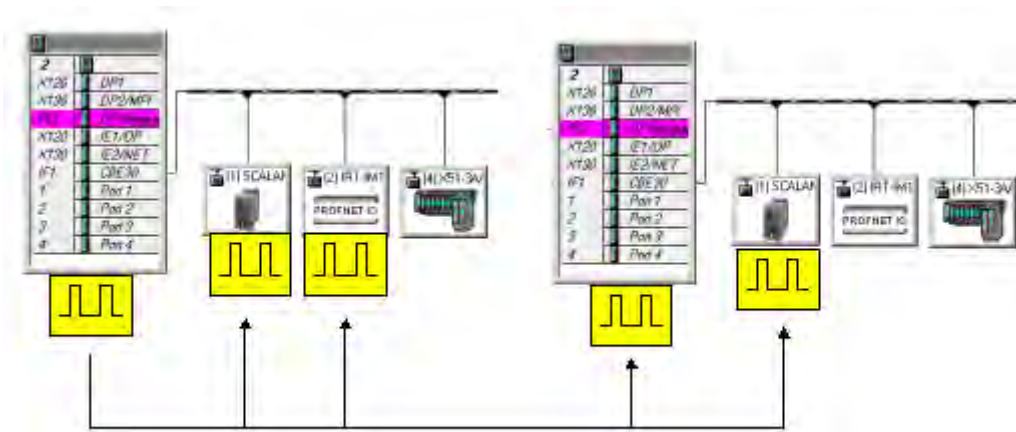 2
X126 DP1
X136 DP2/MPI
X120 IE1/OP
X130 IE2/NET
IF1 CBE30
1 Port 1
2 Port 2
3 Port 3
4 Port 4
(1) SCALAN
(2) IRT-IM1
PROFINET IO
(4) X51-3AV
2
X126 DP1
X136 DP2/MPI
X120 IE1/OP
X130 IE2/NET
IF1 CBE30
1 Port 1
2 Port 2
3 Port 3
4 Port 4
(1) SCALAN
(2) IRT-IM1
PROFINET IO
(4) X51-3AV